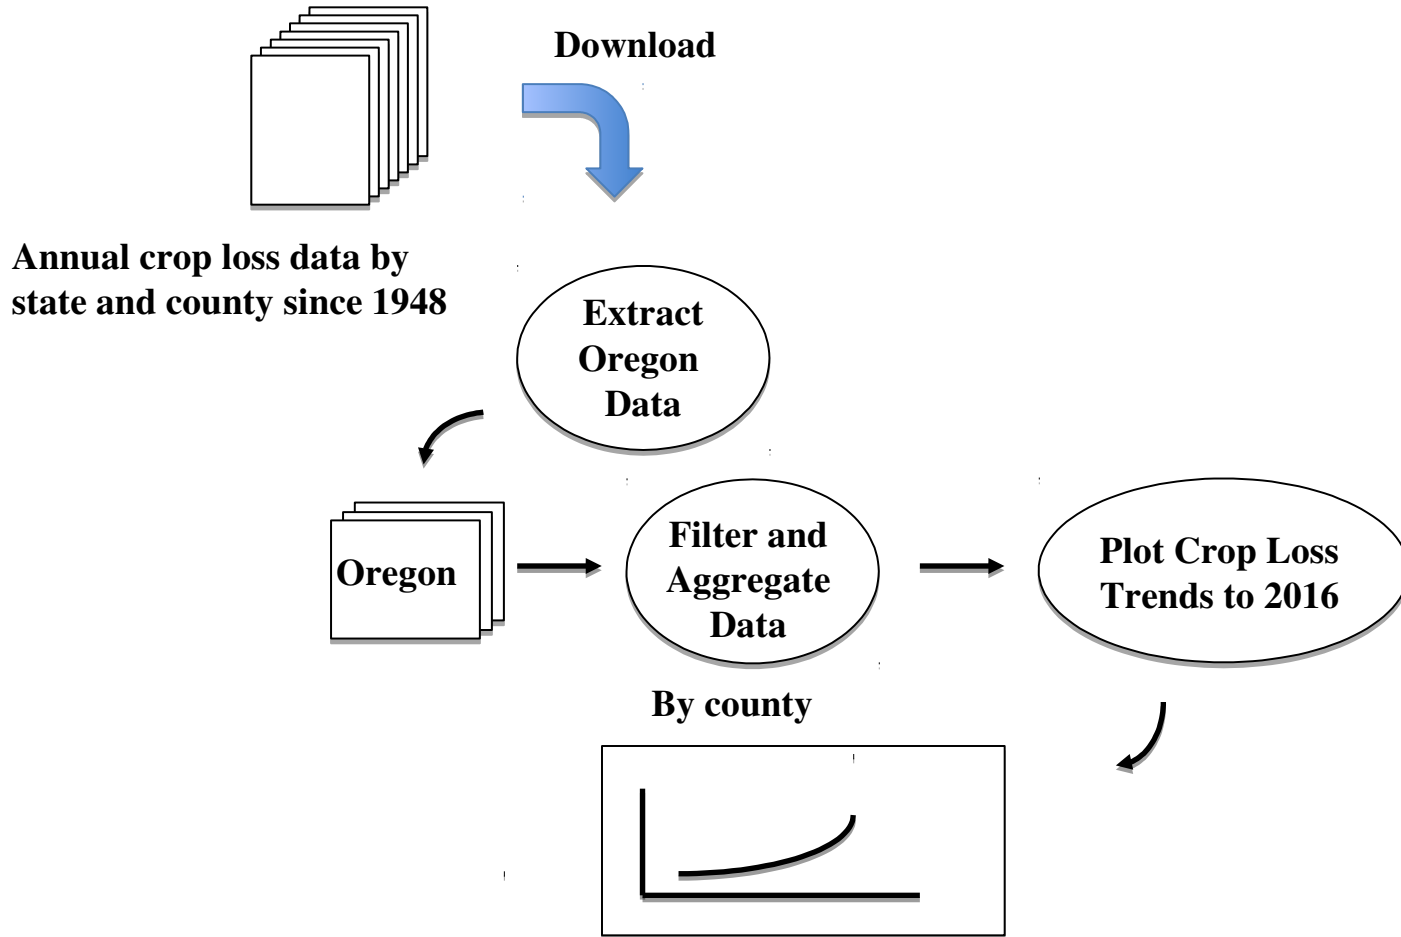 Download
Annual crop loss data by
state and county since 1948
Extract
Oregon
Data
Oregon
Filter and
Aggregate
Data
Plot Crop Loss
Trends to 2016
By county